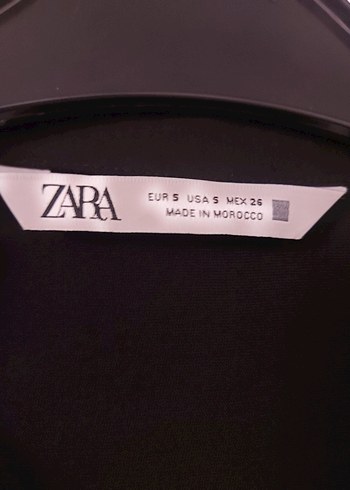 ZARA
EUR S USA S MEX 26
MADE IN MOROCCO